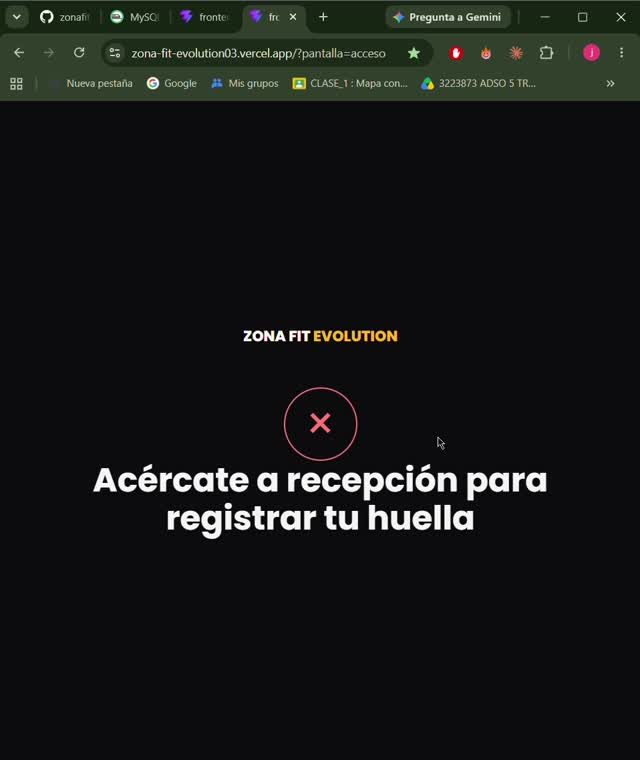 zonafit
MySQL
fronte
fro
Pregunta a Gemini
zona-fit-evolution03.vercel.app/?pantalla=acceso
j
Nueva pestaña
Google
Mis grupos
CLASE_1 : Mapa con...
3223873 ADSO 5 TR...
ZONA FIT EVOLUTION
Acércate a recepción para
registrar tu huella